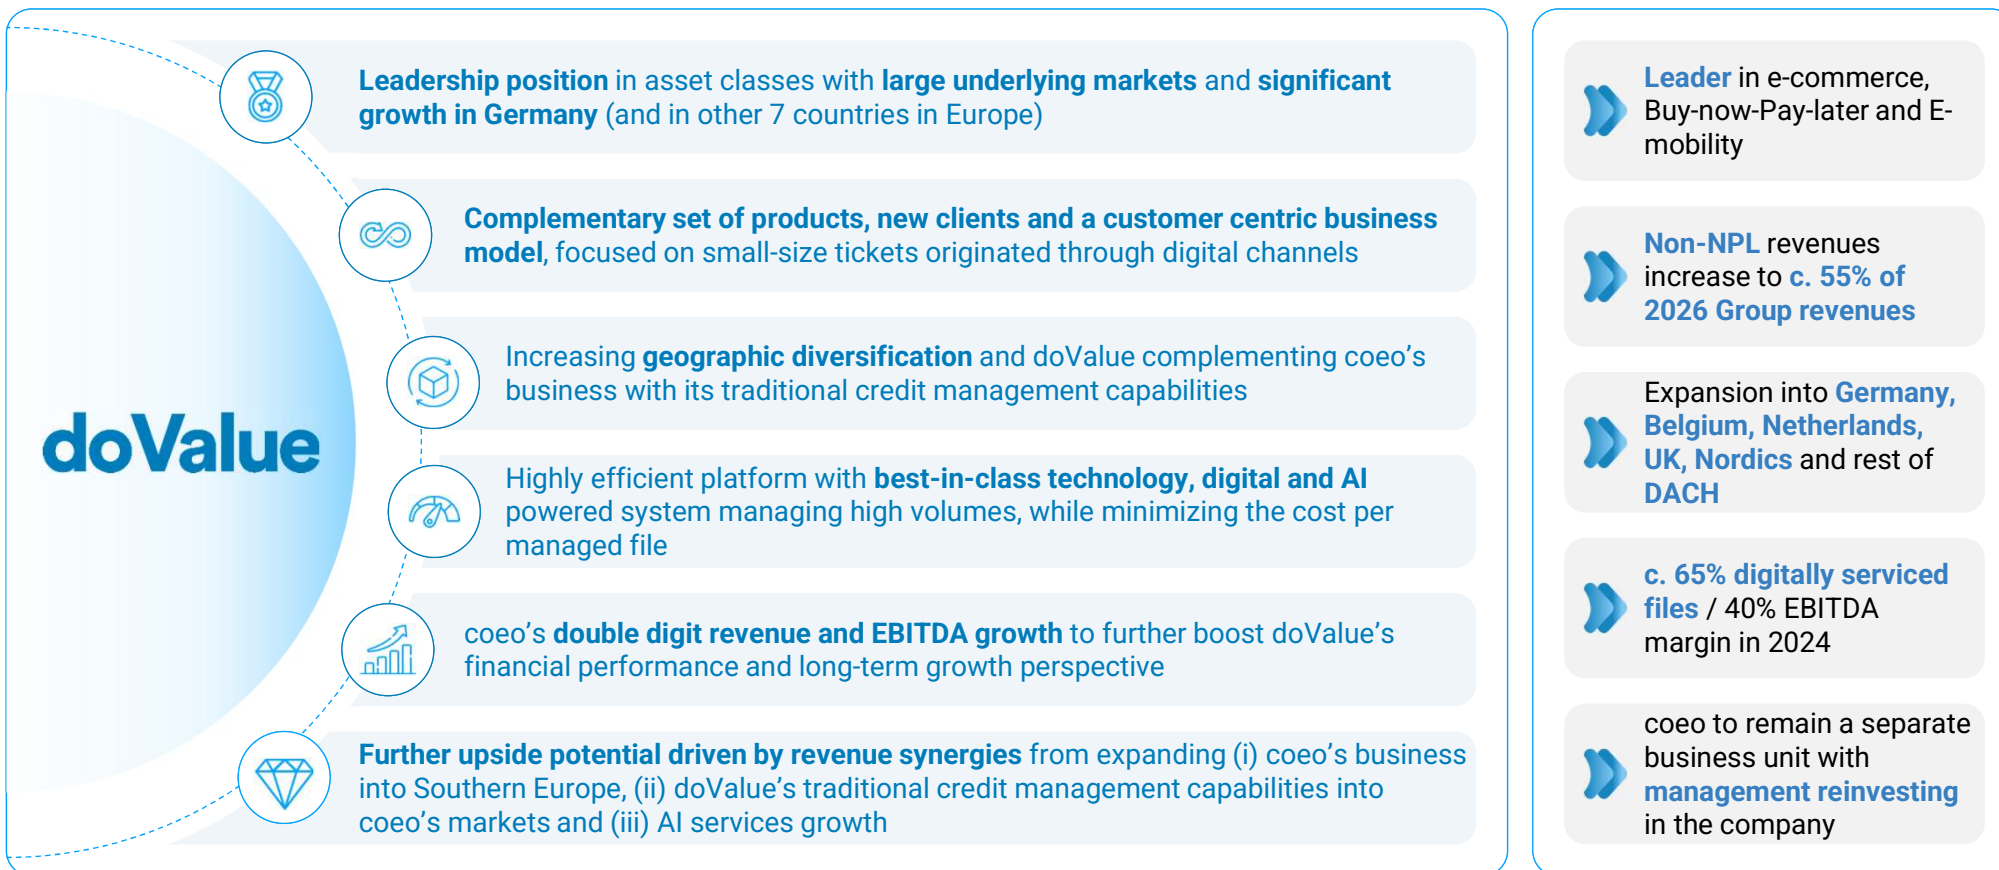 doValue
Leadership position in asset classes with large underlying markets and significant
growth in Germany (and in other 7 countries in Europe)
Complementary set of products, new clients and a customer centric business
model, focused on small-size tickets originated through digital channels
Increasing geographic diversification and doValue complementing coeo’s
business with its traditional credit management capabilities
Highly efficient platform with best-in-class technology, digital and AI
powered system managing high volumes, while minimizing the cost per
managed file
coeo’s double digit revenue and EBITDA growth to further boost doValue’s
financial performance and long-term growth perspective
Further upside potential driven by revenue synergies from expanding (i) coeo’s business
into Southern Europe, (ii) doValue’s traditional credit management capabilities into
coeo’s markets and (iii) AI services growth
Leader in e-commerce,
Buy-now-Pay-later and E-
mobility
Non-NPL revenues
increase to c. 55% of
2026 Group revenues
Expansion into Germany,
Belgium, Netherlands,
UK, Nordics and rest of
DACH
c. 65% digitally serviced
files / 40% EBITDA
margin in 2024
coeo to remain a separate
business unit with
management reinvesting
in the company